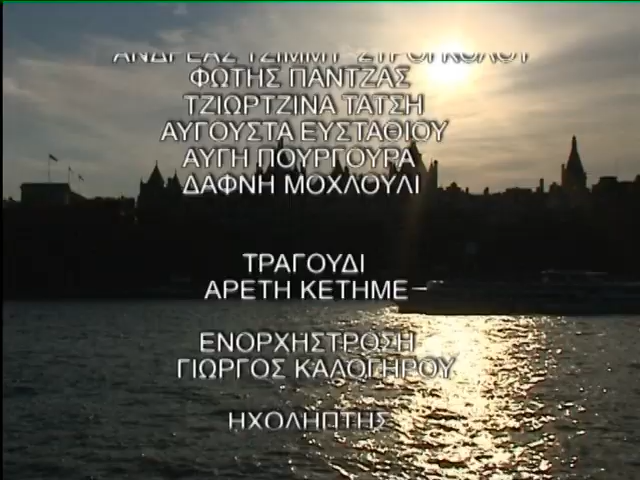 ΦΩΤΗΣ ΠΑΝΤΖΑΣ
ΤΖΙΩΡΤΖΙΝΑ ΤΑΤΣΗ
ΑΥΓΟΥΣΤΑ ΕΥΣΤΑΘΙΟΥ
ΑΥΓΗ ΠΟΥΡΓΟΥΡΑ
ΔΑΦΝΗ ΜΟΧΛΟΥΛΙ
ΤΡΑΓΟΥΔΙ
ΑΡΕΤΗ ΚΕΤΗΜΕ
ΕΝΟΡΧΗΣΤΡΩΣΗ
ΓΙΩΡΓΟΣ ΚΑΛΟΓΗΡΟΥ
ΗΧΟΛΗΠΤΗΣ